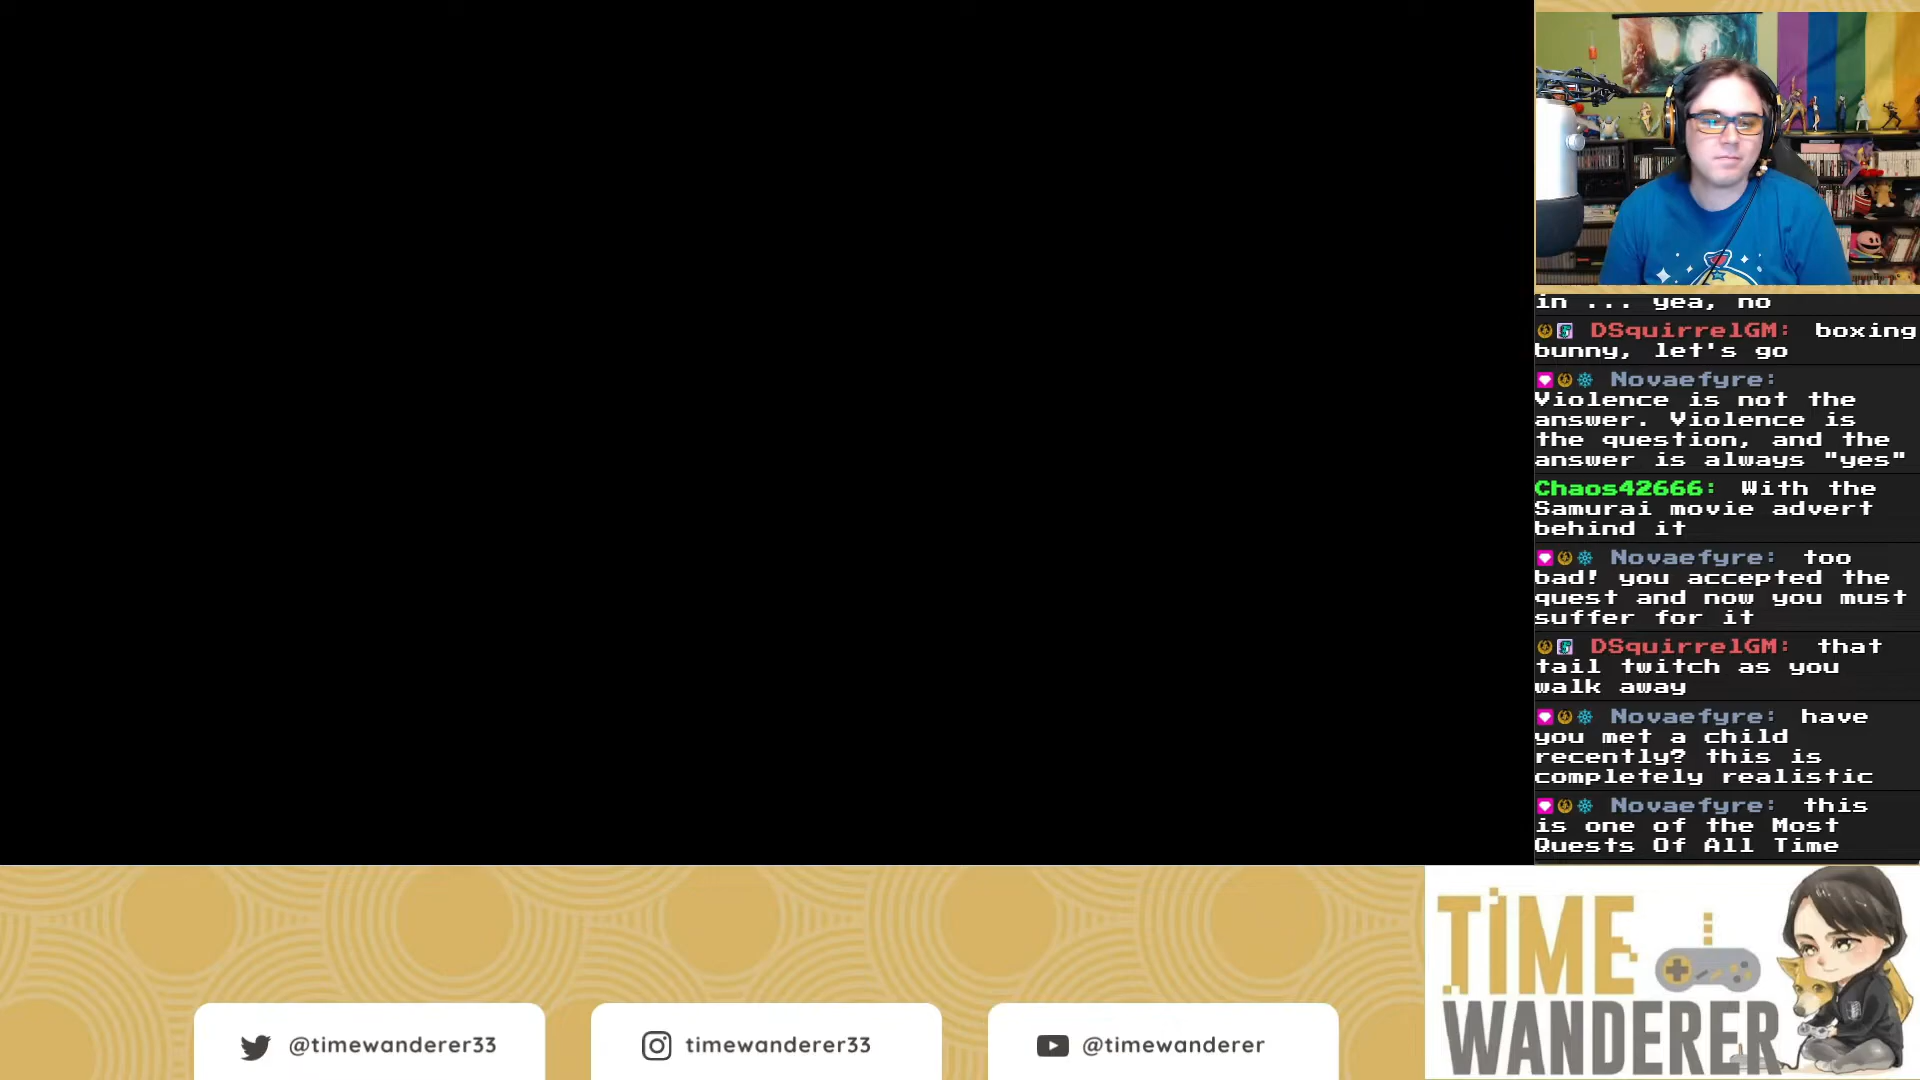 in ... yea, no
DSquirrelGM: boxing
bunny, let's go
Novaefyre:
Violence is not the
answer. Violence is
the question, and the
answer is always "yes"
Chaos42666: With the
Samurai movie advert
behind it
Novaefyre: too
bad! you accepted the
quest and now you must
suffer for it
DSquirrelGM: that
tail twitch as you
walk away
Novaefyre: have
you met a child
recently? this is
completely realistic
Novaefyre: this
is one of the Most
Quests Of All Time
@timewanderer33
timewanderer33
@timewanderer
TIME
WANDERER